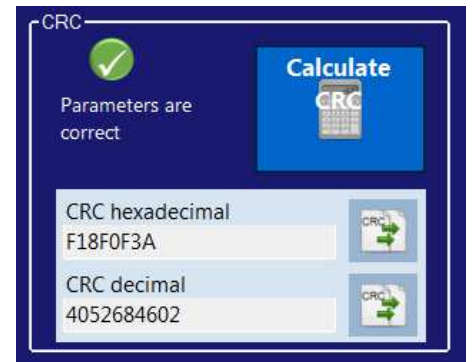 CRC
Calculate
CRC
Parameters are
correct
CRC hexadecimal
F18F0F3A
CRC
CRC decimal
4052684602
CRC